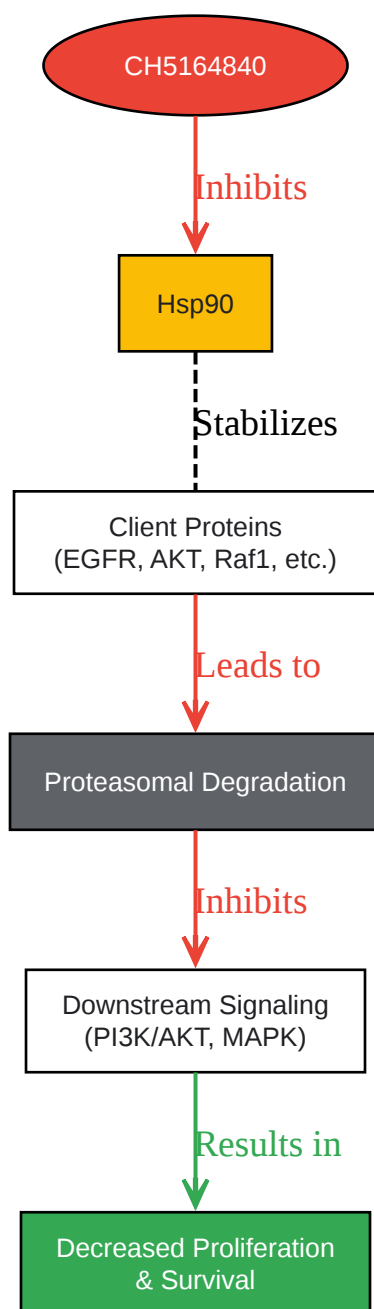 CH5164840
Inhibits
Hsp90
Stabilizes
Client Proteins
(EGFR, AKT, Raf1, etc.)
Leads to
Proteasomal Degradation
Inhibits
Downstream Signaling
(PI3K/AKT, MAPK)
Results in
Decreased Proliferation
& Survival